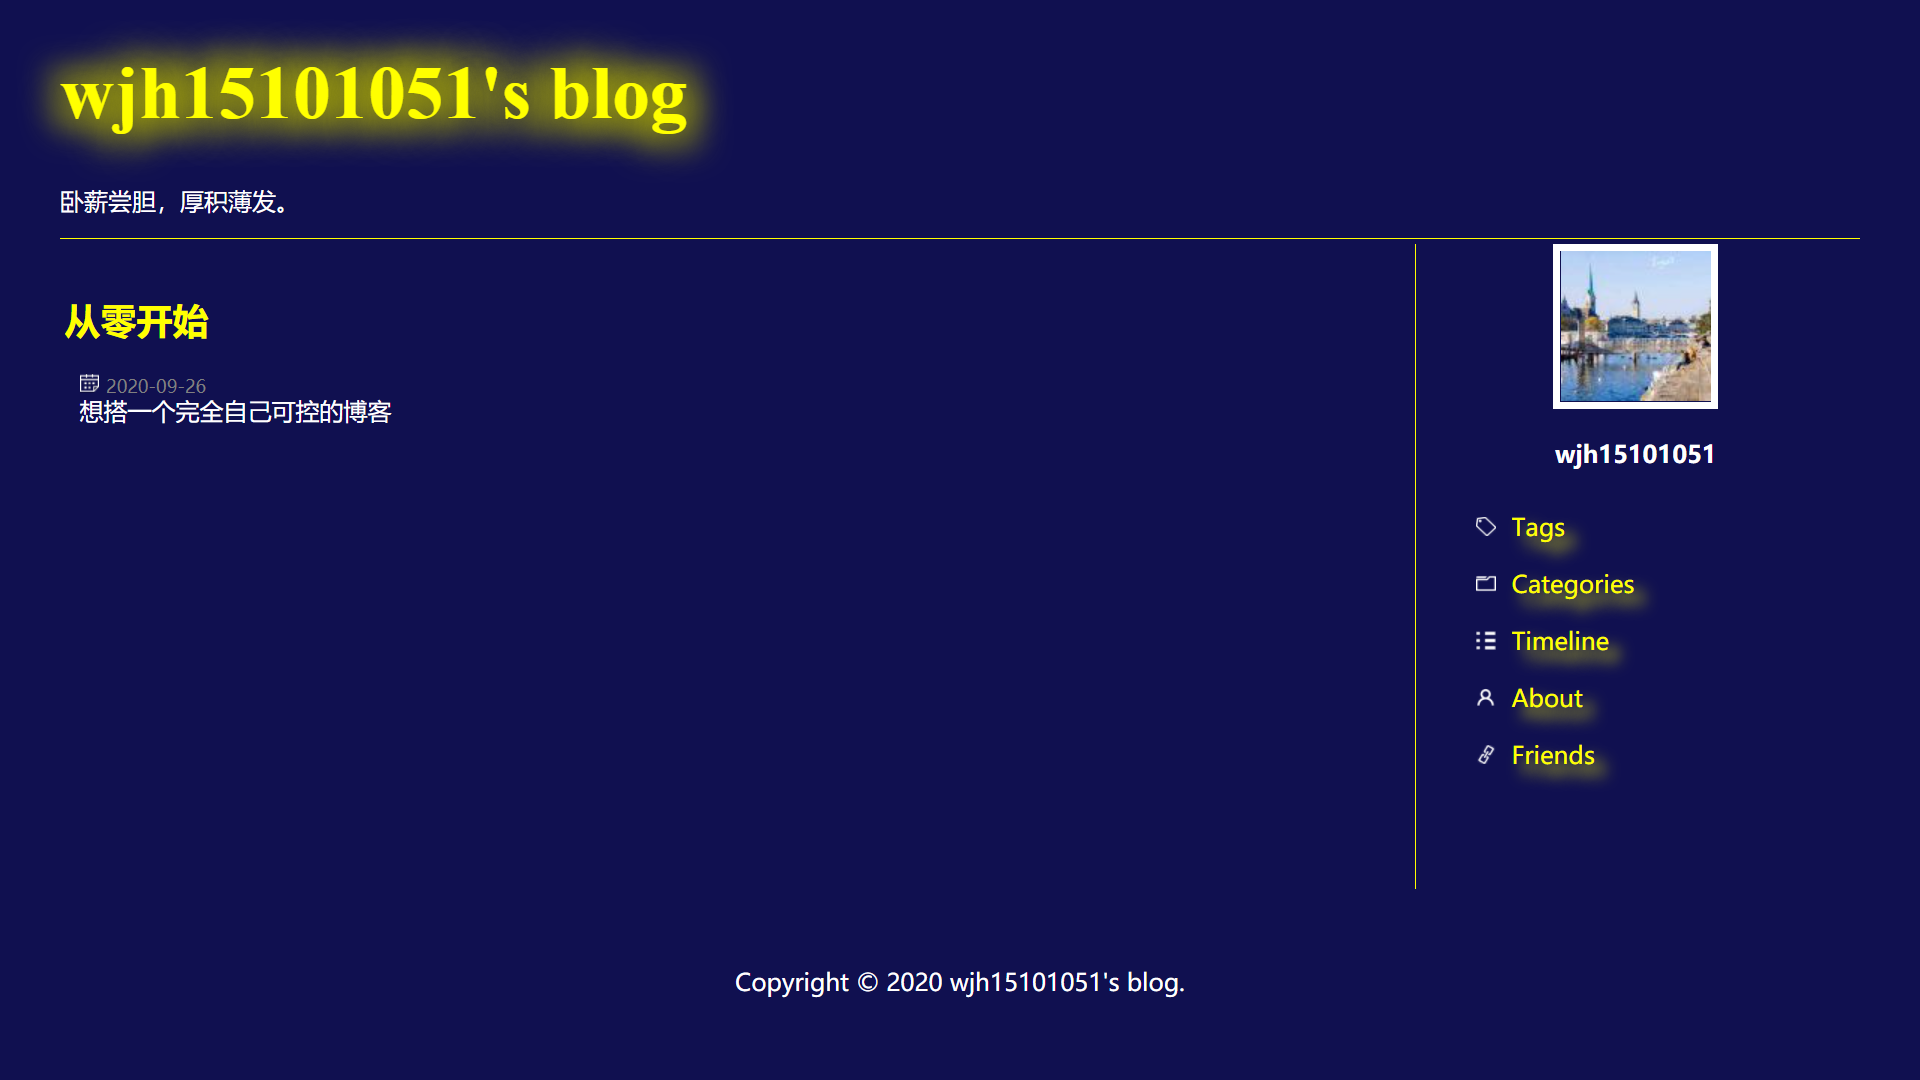 wjh15101051's blog
卧薪尝胆，厚积薄发。
从零开始
2020-09-26
想搭一个完全自己可控的博客
wjh15101051
Tags
Categories
Timeline
About
Friends
Copyright © 2020 wjh15101051's blog.